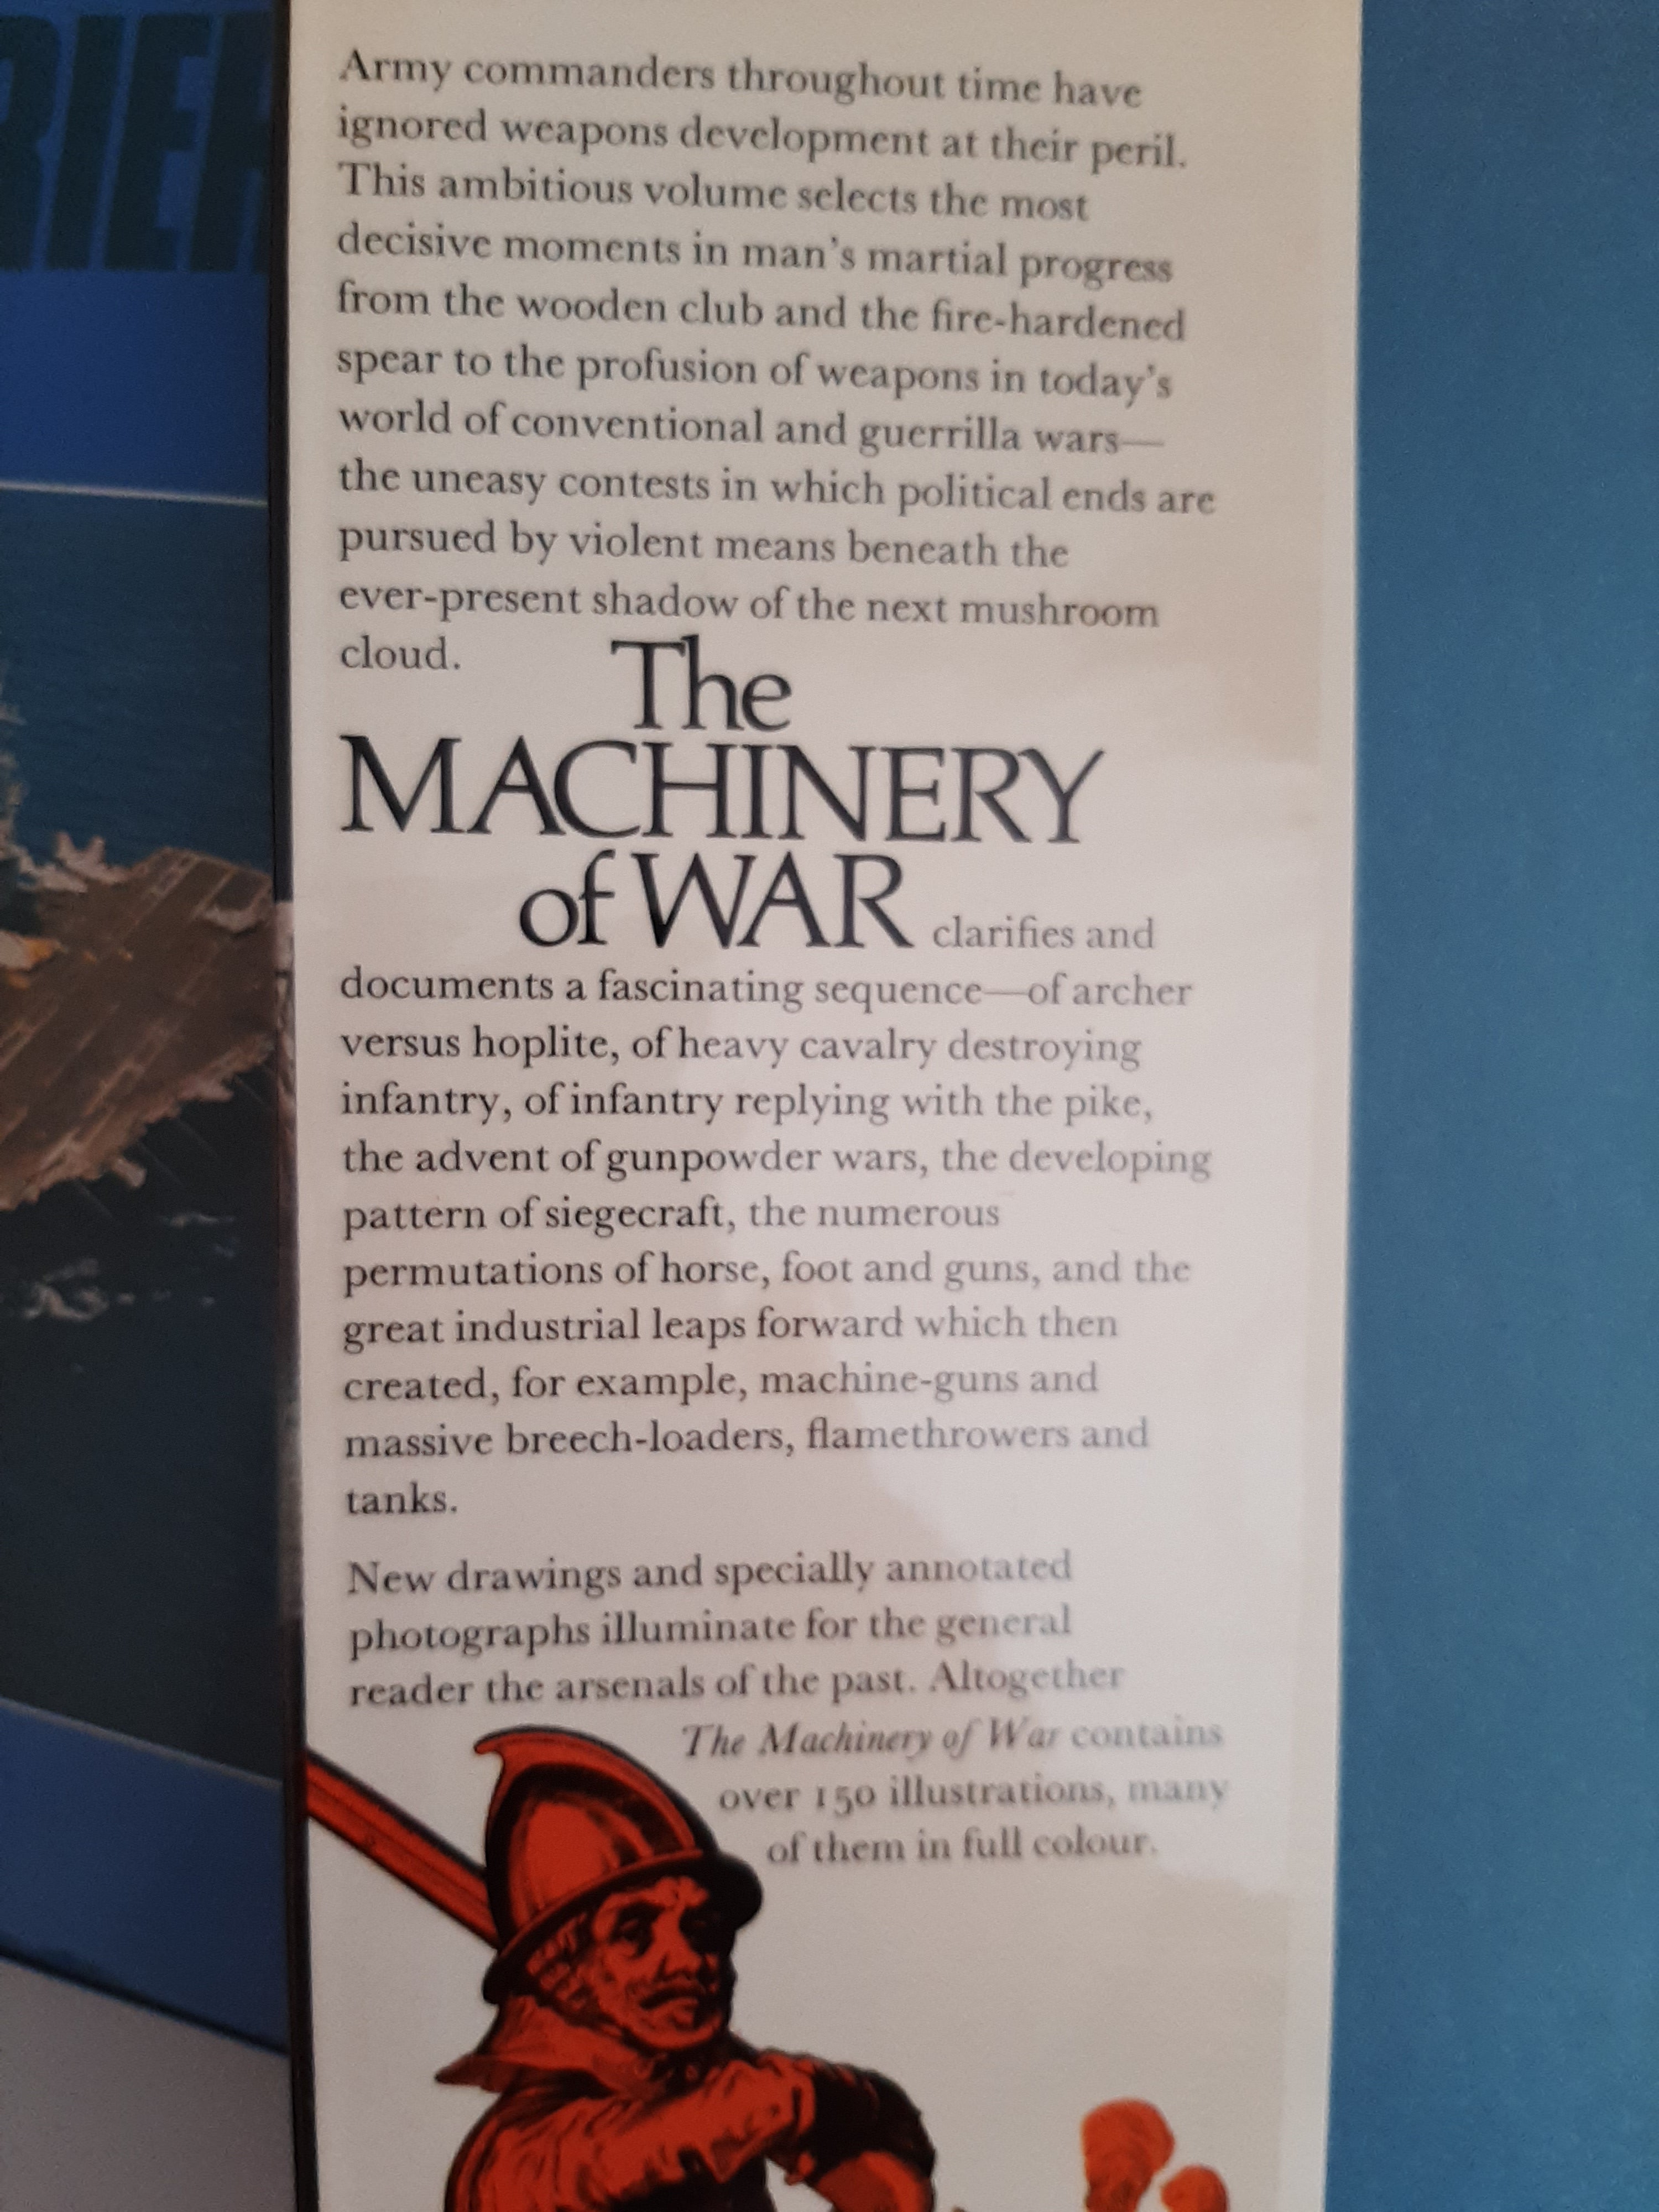 Army commanders throughout time have
ignored weapons development at their peril.
This ambitious volume selects the most
decisive moments in man's martial progress
from the wooden club and the fire-hardened
spear to the profusion of weapons in today's
world of conventional and guerrilla wars—
the uneasy contests in which political ends are
pursued by violent means beneath the
ever-present shadow of the next mushroom
cloud.
The
MACHINERY
of WAR clarifies and
documents a fascinating sequence—of archer
versus hoplite, of heavy cavalry destroying
infantry, of infantry replying with the pike,
the advent of gunpowder wars, the developing
pattern of siegecraft, the numerous
permutations of horse, foot and guns, and the
great industrial leaps forward which then
created, for example, machine-guns and
massive breech-loaders, flamethrowers and
tanks.
New drawings and specially annotated
photographs illuminate for the general
reader the arsenals of the past. Altogether
The Machinery of War contains
over 150 illustrations, many
of them in full colour.